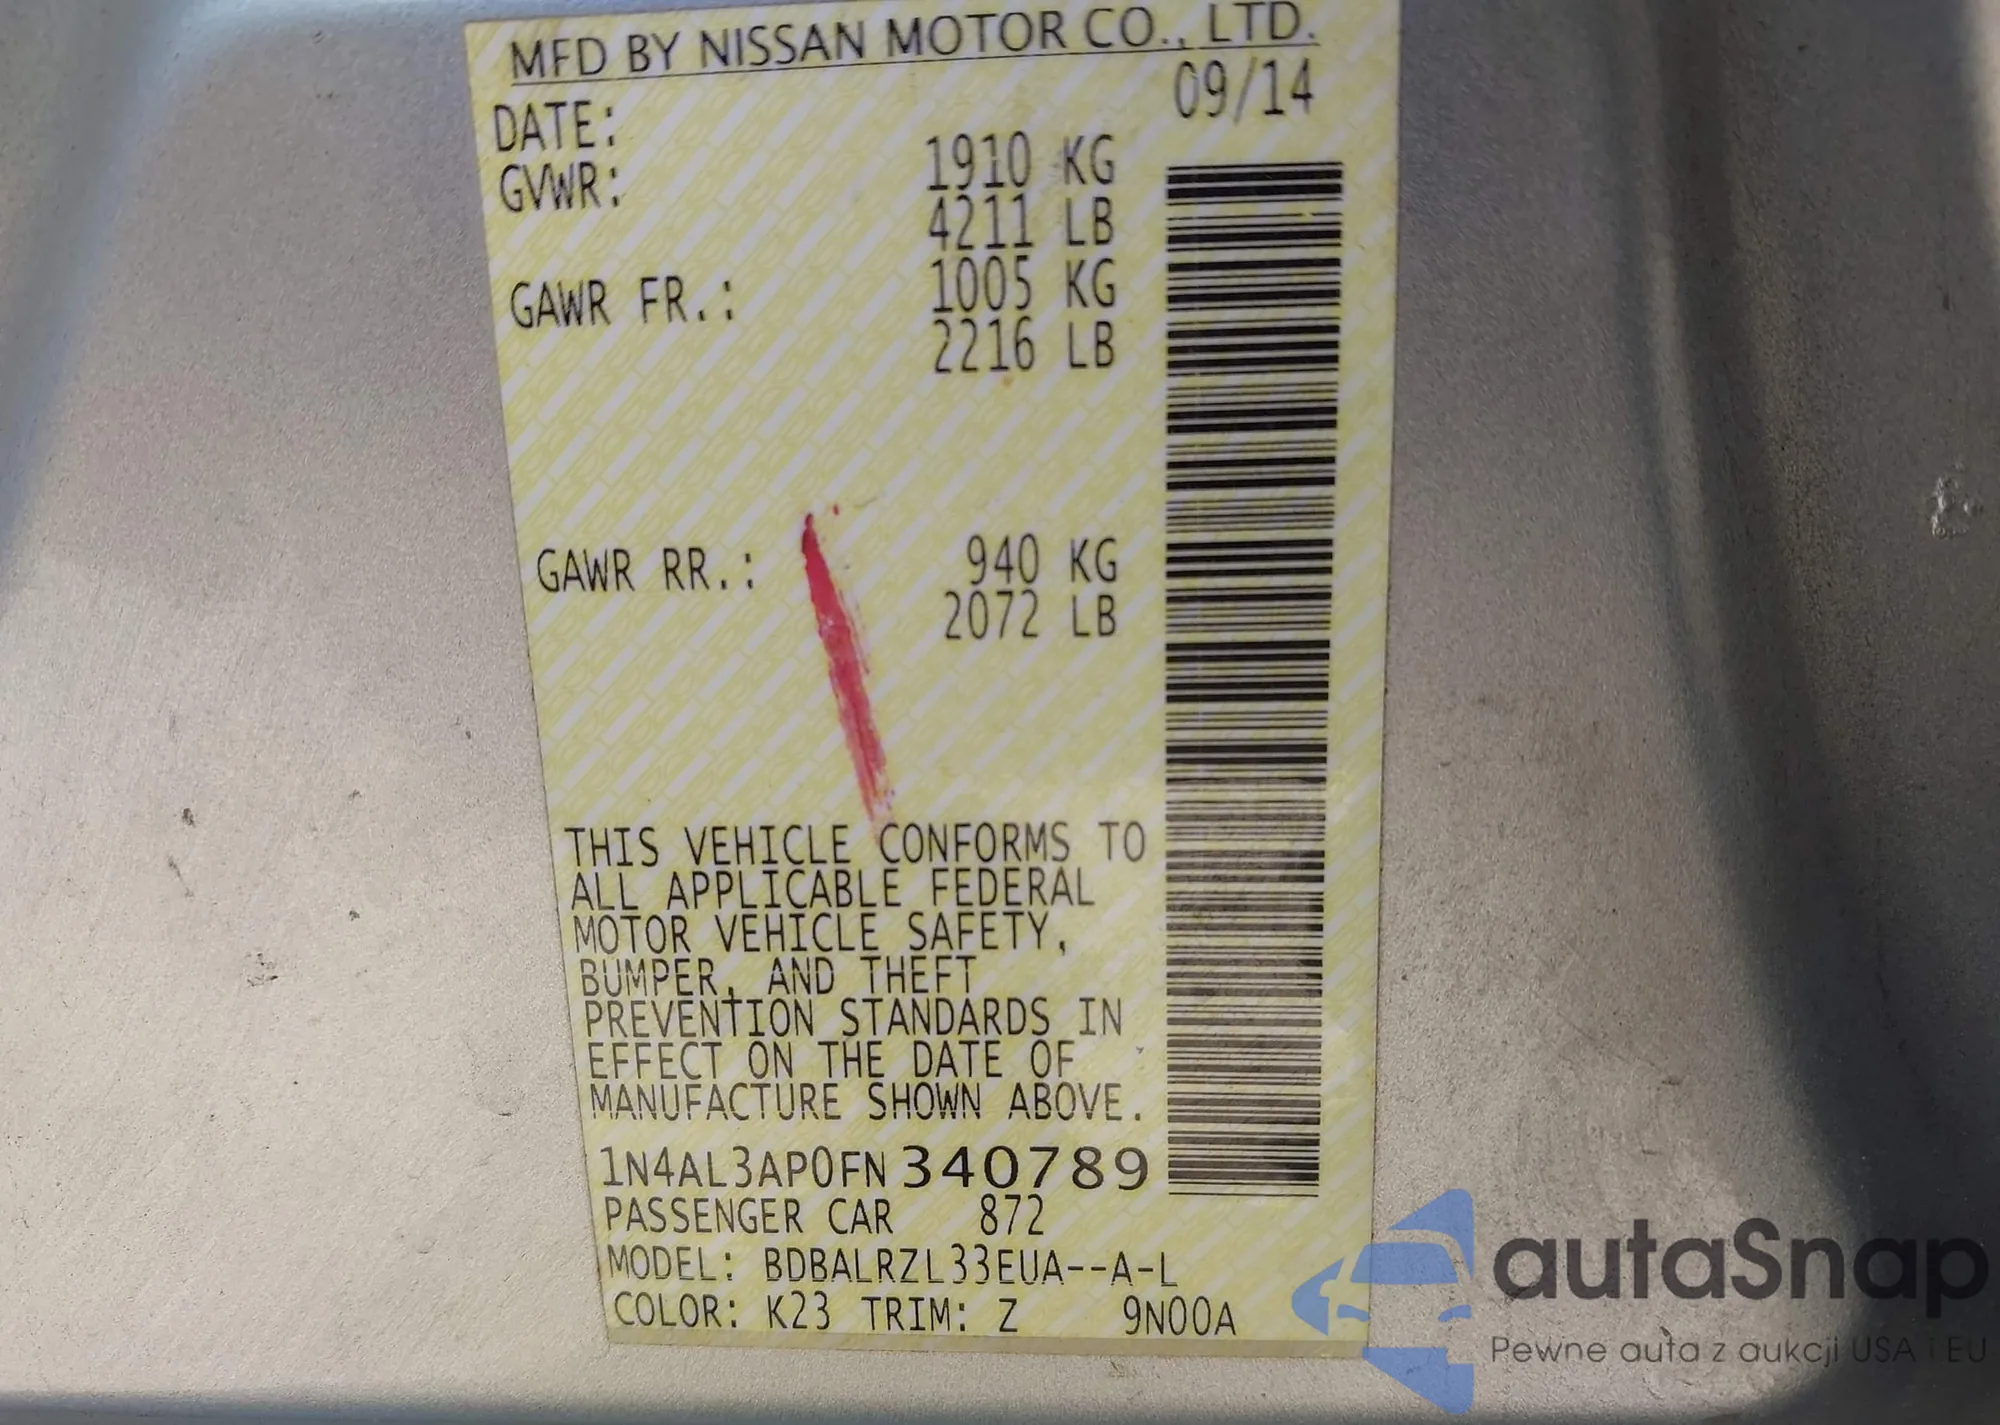 MFD BY NISSAN MOTOR CO., LTD.
DATE: 09/14
GVWR: 1910 KG
4211 LB
GAWR FR.: 1005 KG
2216 LB
GAWR RR.: 940 KG
2072 LB
THIS VEHICLE CONFORMS TO
ALL APPLICABLE FEDERAL
MOTOR VEHICLE SAFETY,
BUMPER, AND THEFT
PREVENTION STANDARDS IN
EFFECT ON THE DATE OF
MANUFACTURE SHOWN ABOVE.
1N4AL3AP0FN340789
PASSENGER CAR 872
MODEL: BDBALRZL33EUA--A-L
COLOR: K23 TRIM: Z 9N00A
autaSnap
Pewne auta z aukcji USA i EU